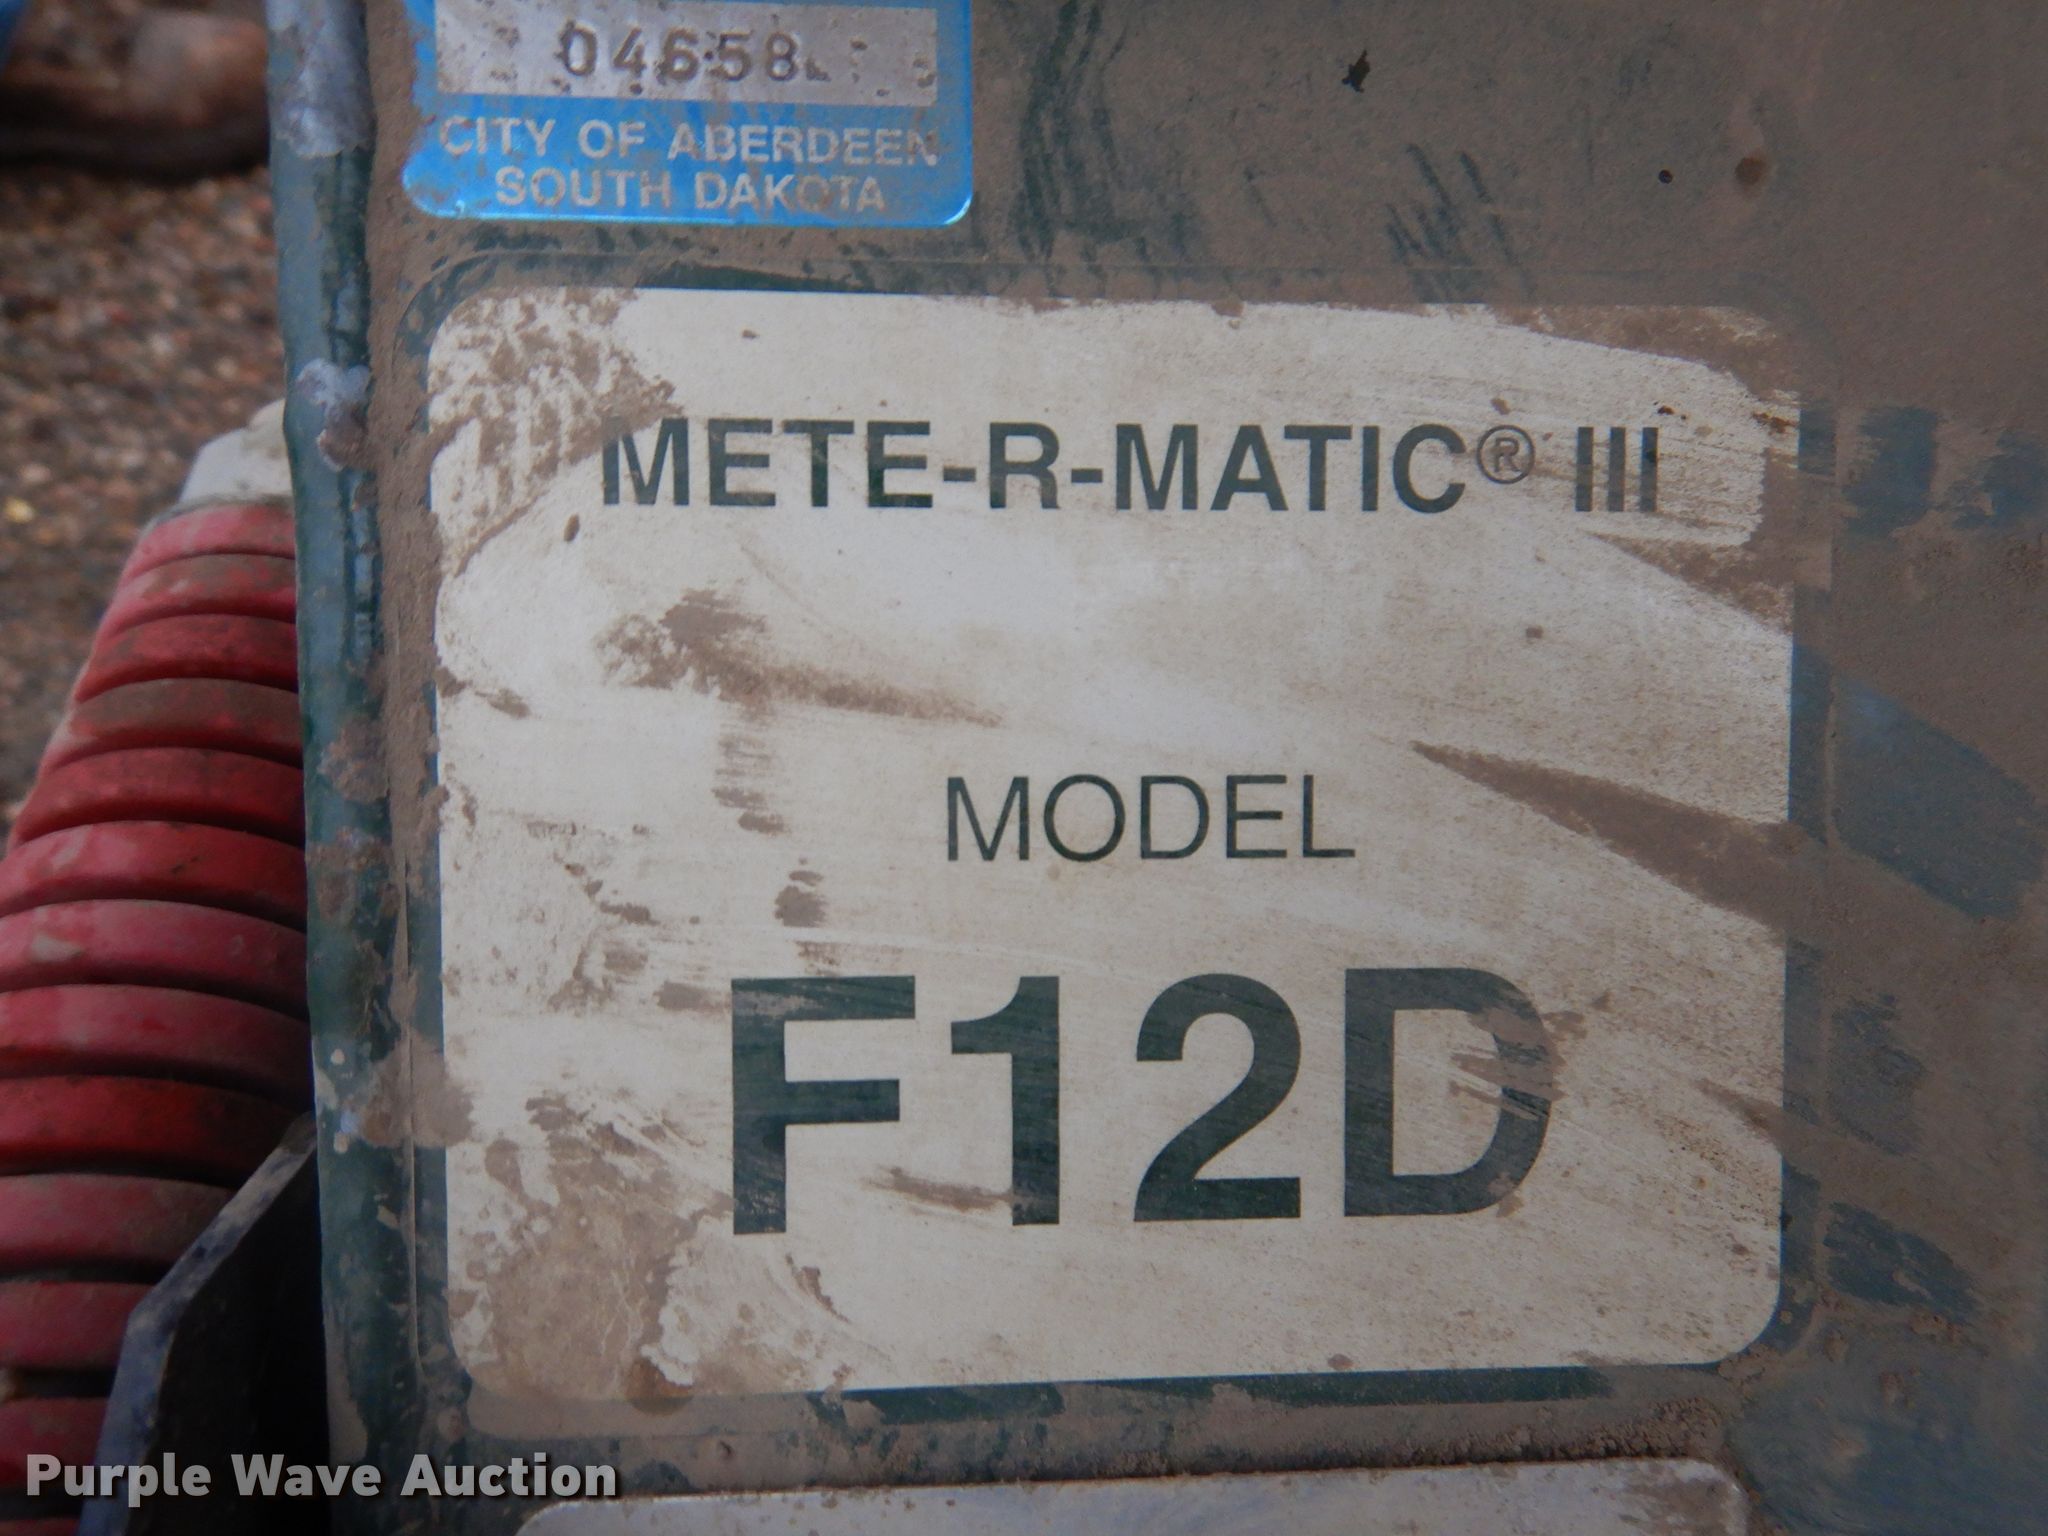 04658
CITY OF ABERDEEN
SOUTH DAKOTA
METE-R-MATIC® III
MODEL
F12D
Purple Wave Auction